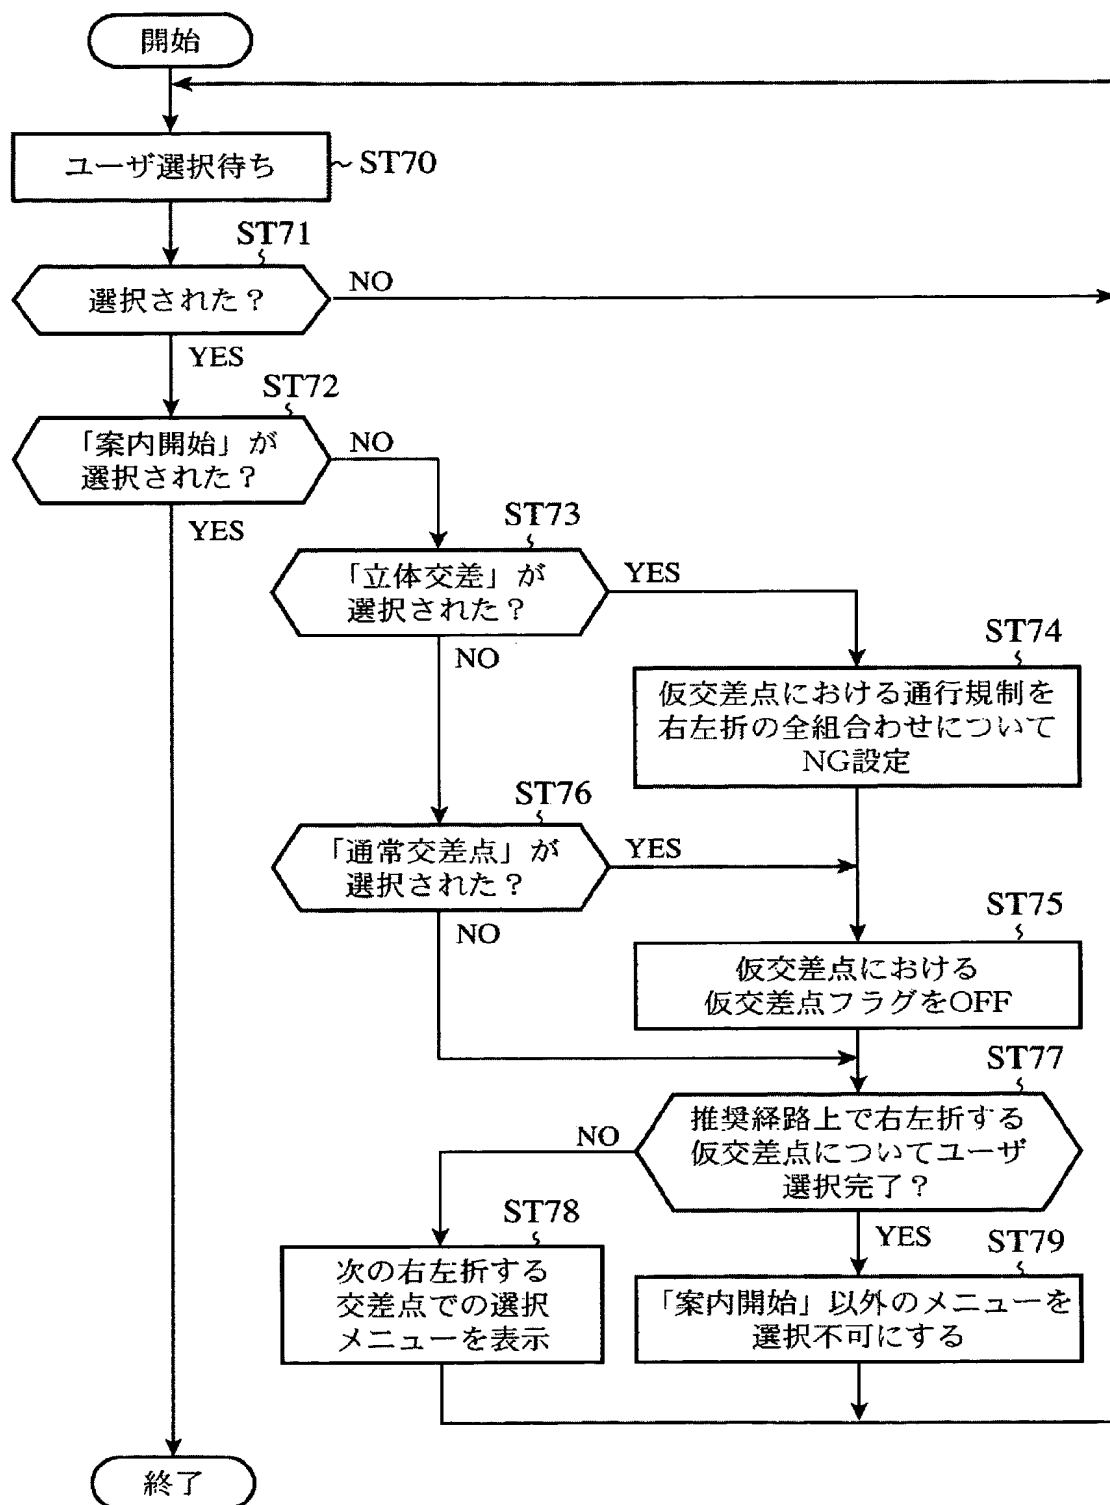 開始
ユーザ選択待ち
ST70
ST71
選択された？
NO
YES
ST72
「案内開始」が
選択された？
NO
YES
ST73
「立体交差」が
選択された？
YES
NO
ST74
仮交差点における通行規制を
右左折の全組合わせについて
NG設定
ST76
「通常交差点」が
選択された？
YES
NO
ST75
仮交差点における
仮交差点フラグをOFF
ST77
推奨経路上で右左折する
仮交差点についてユーザ
選択完了？
NO
YES
ST78
次の右左折する
交差点での選択
メニューを表示
ST79
「案内開始」以外のメニューを
選択不可にする
終了